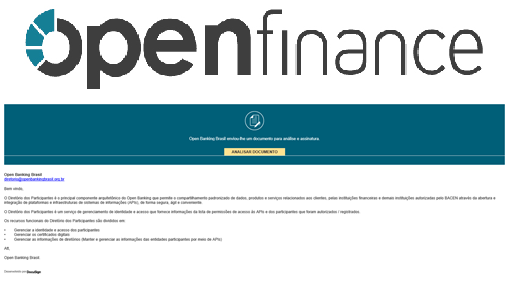 openfinance
Open Banking Brasil enviou-lhe um documento para análise e assinatura.
ANALISAR DOCUMENTO
Open Banking Brasil
diretorio@openbankingbrasil.org.br
Bem vindo,
O Diretório dos Participantes é o principal componente arquitetônico do Open Banking que permite o compartilhamento padronizado de dados, produtos e serviços relacionados aos clientes, pelas instituições financeiras e demais instituições autorizadas pelo BACEN através da abertura e
integração de plataformas e infraestruturas de sistemas de informações (APIs), de forma segura, ágil e conveniente.
O Diretório dos Participantes é um serviço de gerenciamento de identidade e acesso que fornece informações da lista de permissões de acesso às APIs e dos participantes que foram autorizados / registrados
Os recursos funcionais do Diretório dos Participantes são divididos em
• Gerenciar a identidade e acesso dos participantes
• Gerenciar os certificados digitais
• Gerenciar as informações de diretório (Manter e gerenciar as informações das entidades participantes por meio de APIs)
Att,
Open Banking Brasil
Desenvolvido por DocuSign